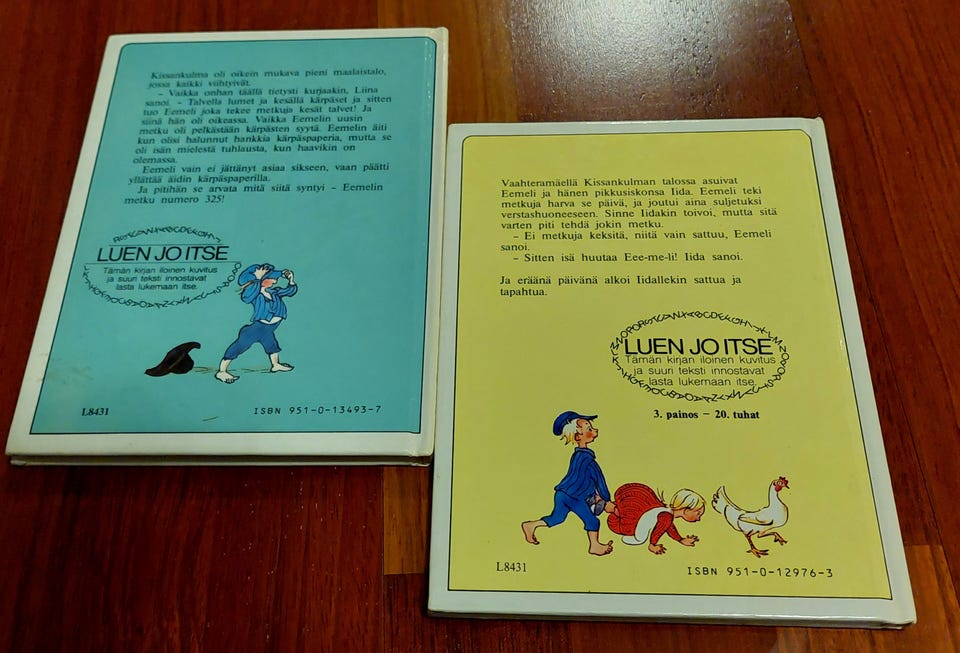 Kissankulma oli oikein mukava pieni maalaistalo,
jossa kaikki viihtyivät.
– Vaikka onhan täällä tietysti kurjaakin, Liina
sanoi. – Talvella lumet ja kesällä kärpäset ja sitten
tuo Eemeli joka tekee metkuja kesät talvet! Ja
siinä hän oli oikeassa. Vaikka Eemelin uusin
metku oli pelkästään kärpästen syytä. Eemelin äiti
kun olisi halunnut hankkia kärpäspaperia, mutta se
oli isän mielestä tuhlausta, kun haavikin on
olemassa.
Eemeli vain ei jättänyt asiaa sikseen, vaan päätti
yllättää äidin kärpäspaperilla.
Ja pitihän se arvata mitä siitä syntyi – Eemelin
metku numero 325!
LUEN JO ITSE
Tämän kirjan iloinen kuvitus
ja suuri teksti innostavat
lasta lukemaan itse.
L8431
ISBN 951-0-13493-7
Vaahteramäellä Kissankulman talossa asuivat
Eemeli ja hänen pikkusiskonsa Iida. Eemeli teki
metkuja harva se päivä, ja joutui aina suljetuksi
verstashuoneeseen. Sinne Iidakin toivoi, mutta sitä
varten piti tehdä jokin metku.
– Ei metkuja keksitä, niitä vain sattuu, Eemeli
sanoi.
– Sitten isä huutaa Eee-me-li! Iida sanoi.
Ja eräänä päivänä alkoi Iidallekin sattua ja
tapahtua.
LUEN JO ITSE
Tämän kirjan iloinen kuvitus
ja suuri teksti innostavat
lasta lukemaan itse.
3. painos – 20. tuhat
L8431
ISBN 951-0-12976-3